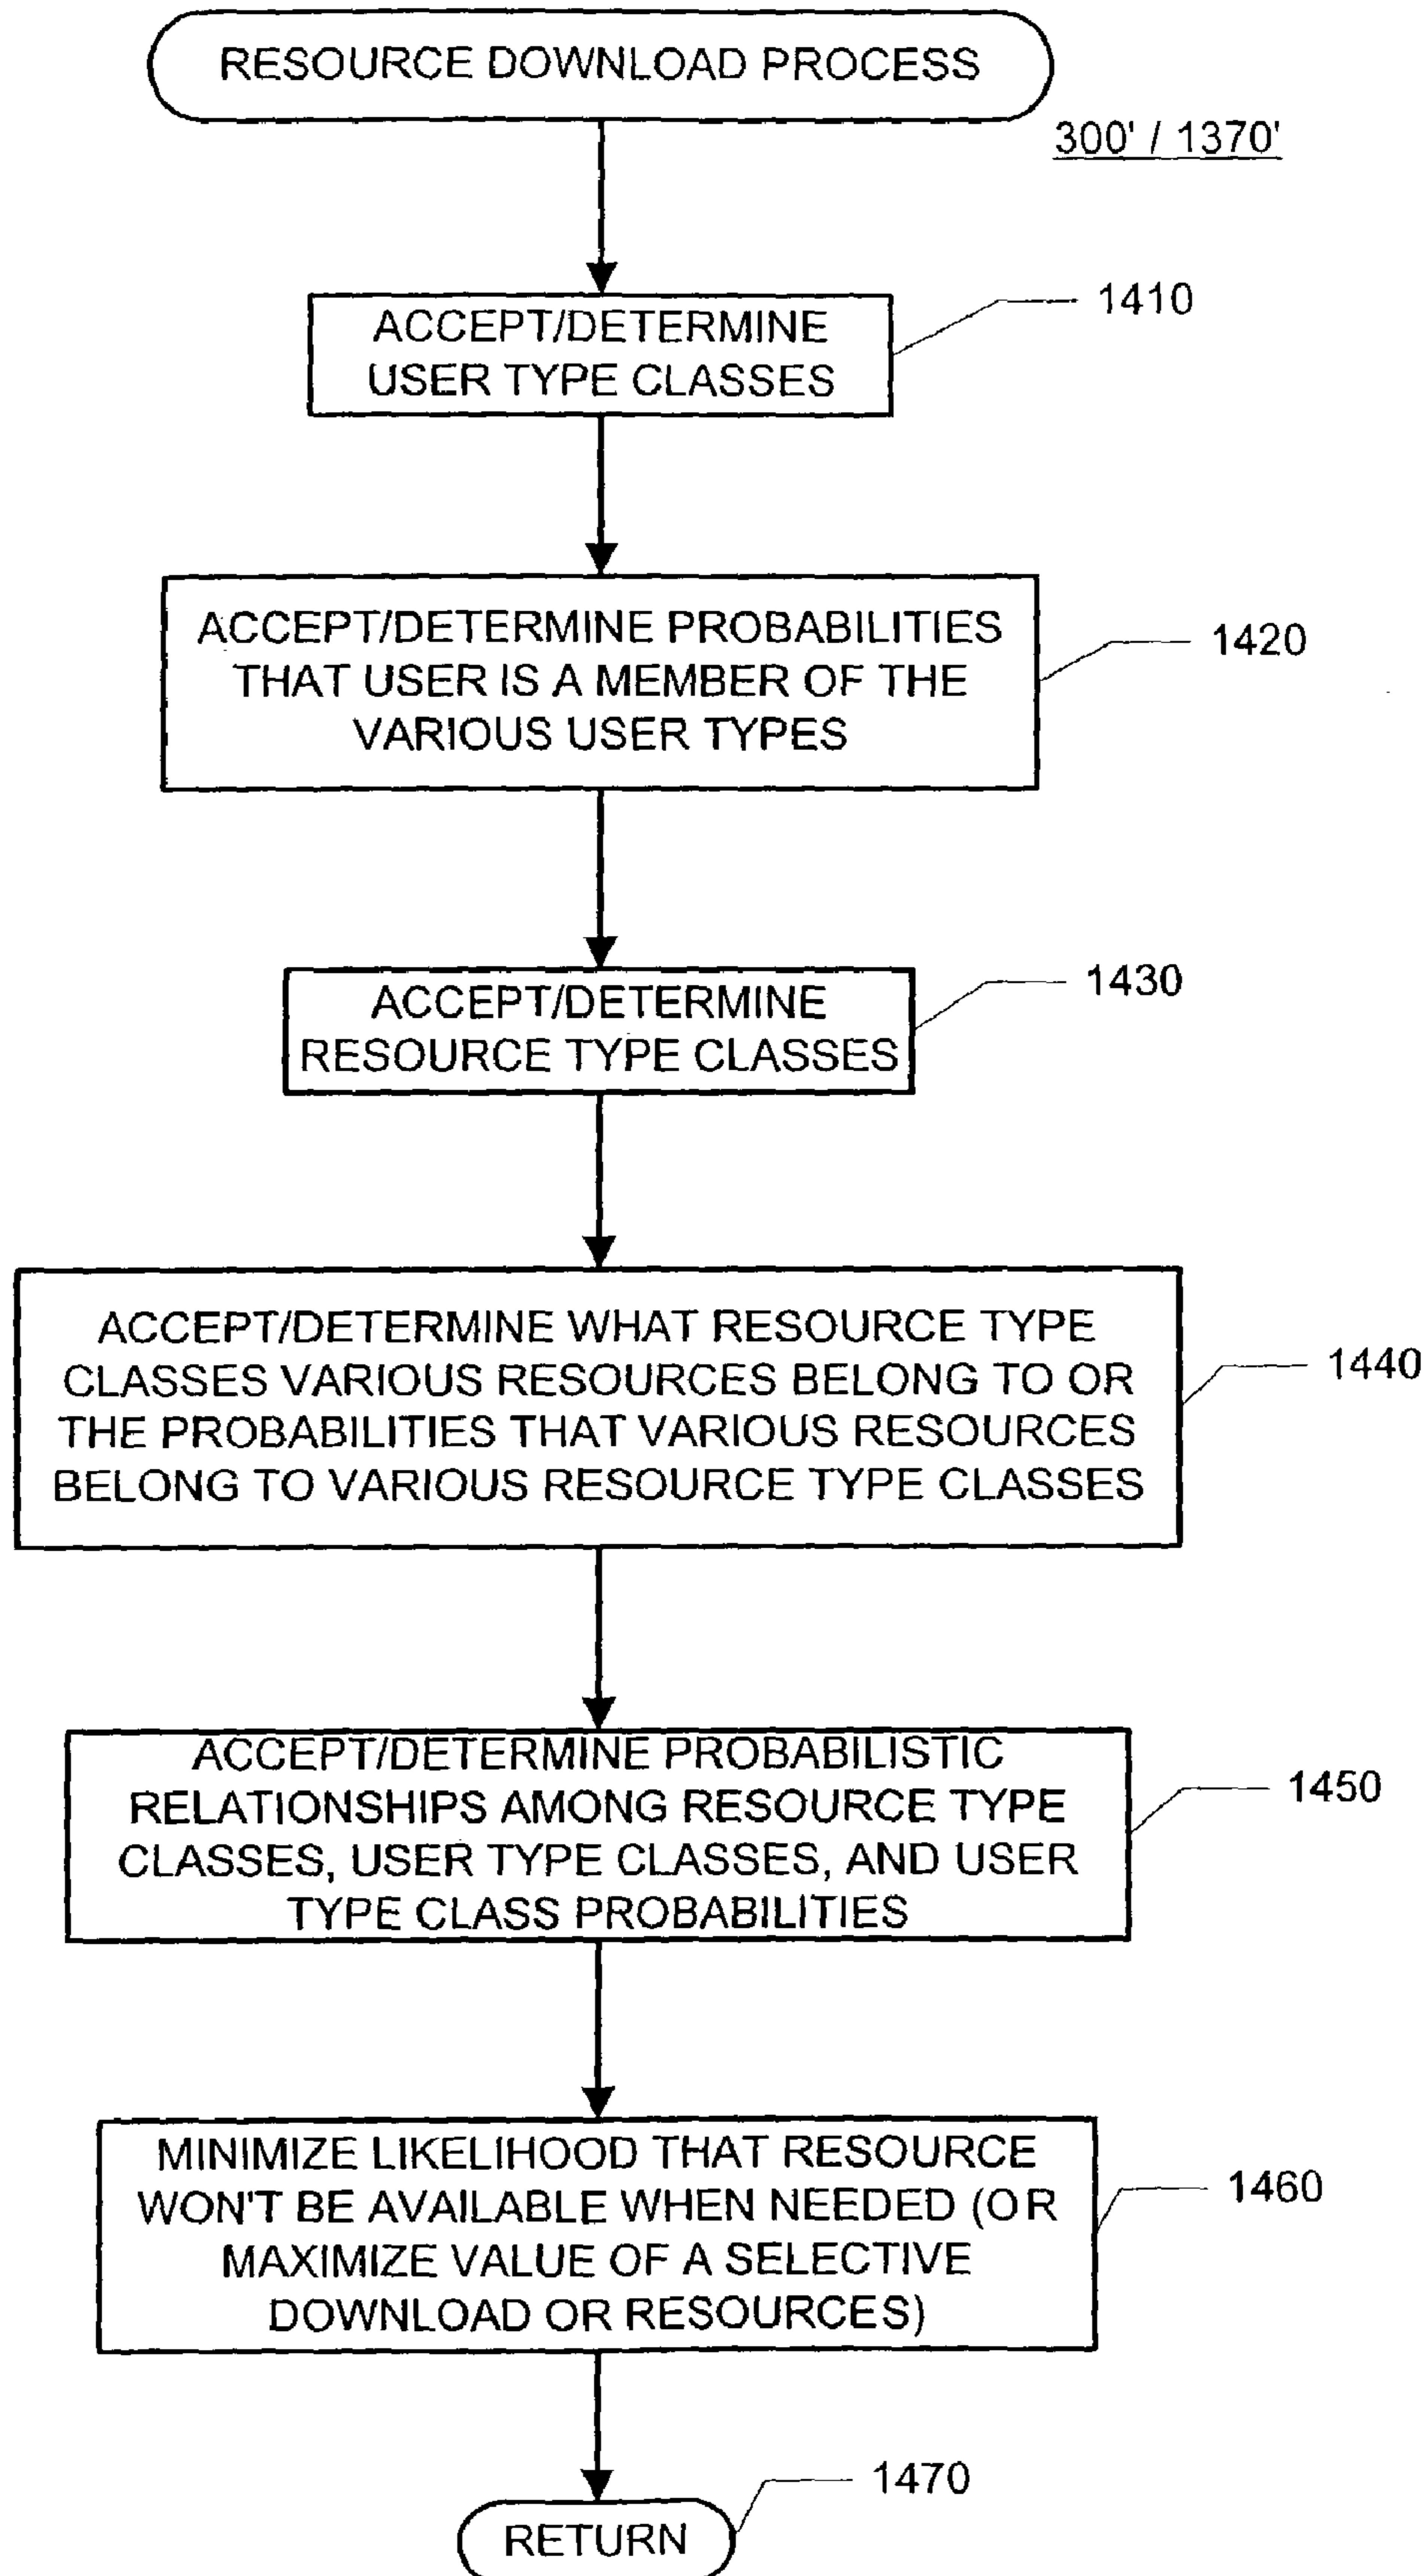 RESOURCE DOWNLOAD PROCESS
300' / 1370'
ACCEPT/DETERMINE
USER TYPE CLASSES
1410
ACCEPT/DETERMINE PROBABILITIES
THAT USER IS A MEMBER OF THE
VARIOUS USER TYPES
1420
ACCEPT/DETERMINE
RESOURCE TYPE CLASSES
1430
ACCEPT/DETERMINE WHAT RESOURCE TYPE
CLASSES VARIOUS RESOURCES BELONG TO OR
THE PROBABILITIES THAT VARIOUS RESOURCES
BELONG TO VARIOUS RESOURCE TYPE CLASSES
1440
ACCEPT/DETERMINE PROBABILISTIC
RELATIONSHIPS AMONG RESOURCE TYPE
CLASSES, USER TYPE CLASSES, AND USER
TYPE CLASS PROBABILITIES
1450
MINIMIZE LIKELIHOOD THAT RESOURCE
WON'T BE AVAILABLE WHEN NEEDED (OR
MAXIMIZE VALUE OF A SELECTIVE
DOWNLOAD OR RESOURCES)
1460
RETURN
1470